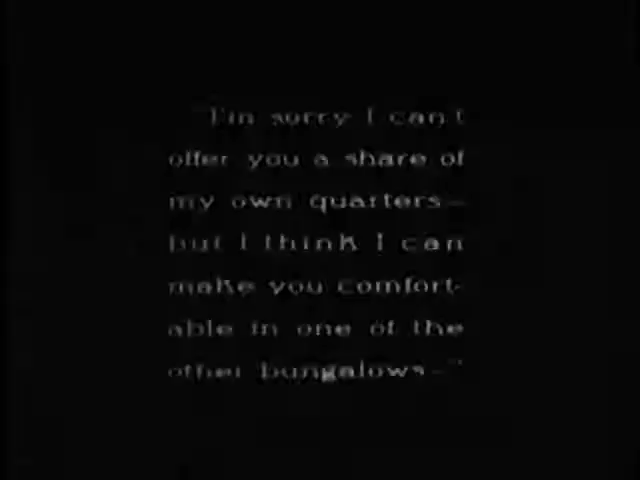 "I'm sorry I can't
offer you a share of
my own quarters—
but I think I can
make you comfort-
able in one of the
other bungalows—"